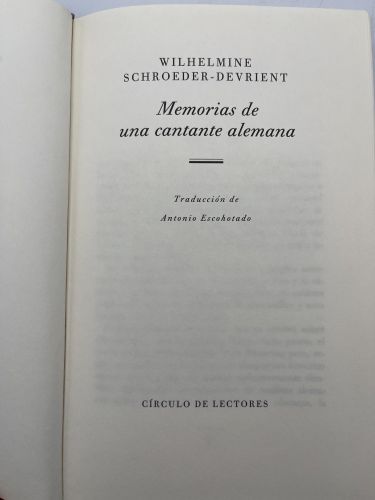 WILHELMINE
SCHROEDER-DEVRIENT
Memorias de
una cantante alemana
Traducción de
Antonio Escohotado
CÍRCULO DE LECTORES